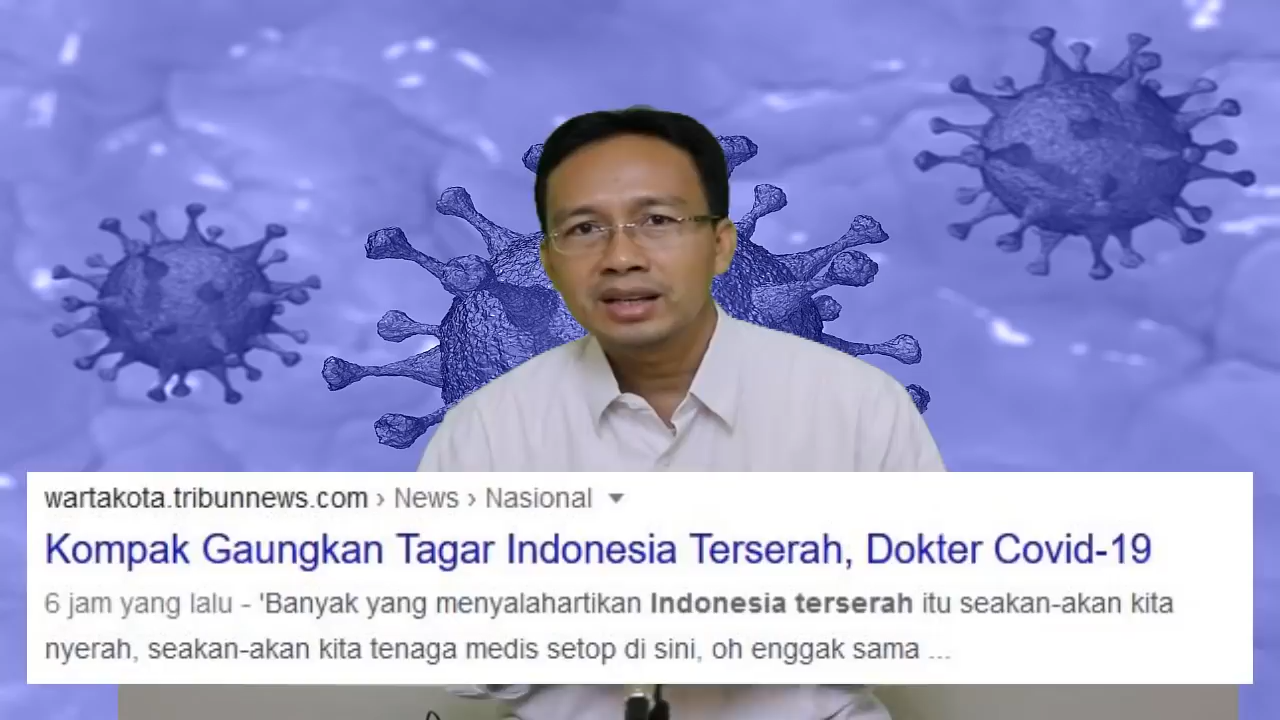 wartakota.tribunnews.com › News › Nasional
Kompak Gaungkan Tagar Indonesia Terserah, Dokter Covid-19
6 jam yang lalu - 'Banyak yang menyalahartikan Indonesia terserah itu seakan-akan kita
nyerah, seakan-akan kita tenaga medis setop di sini, oh enggak sama ...